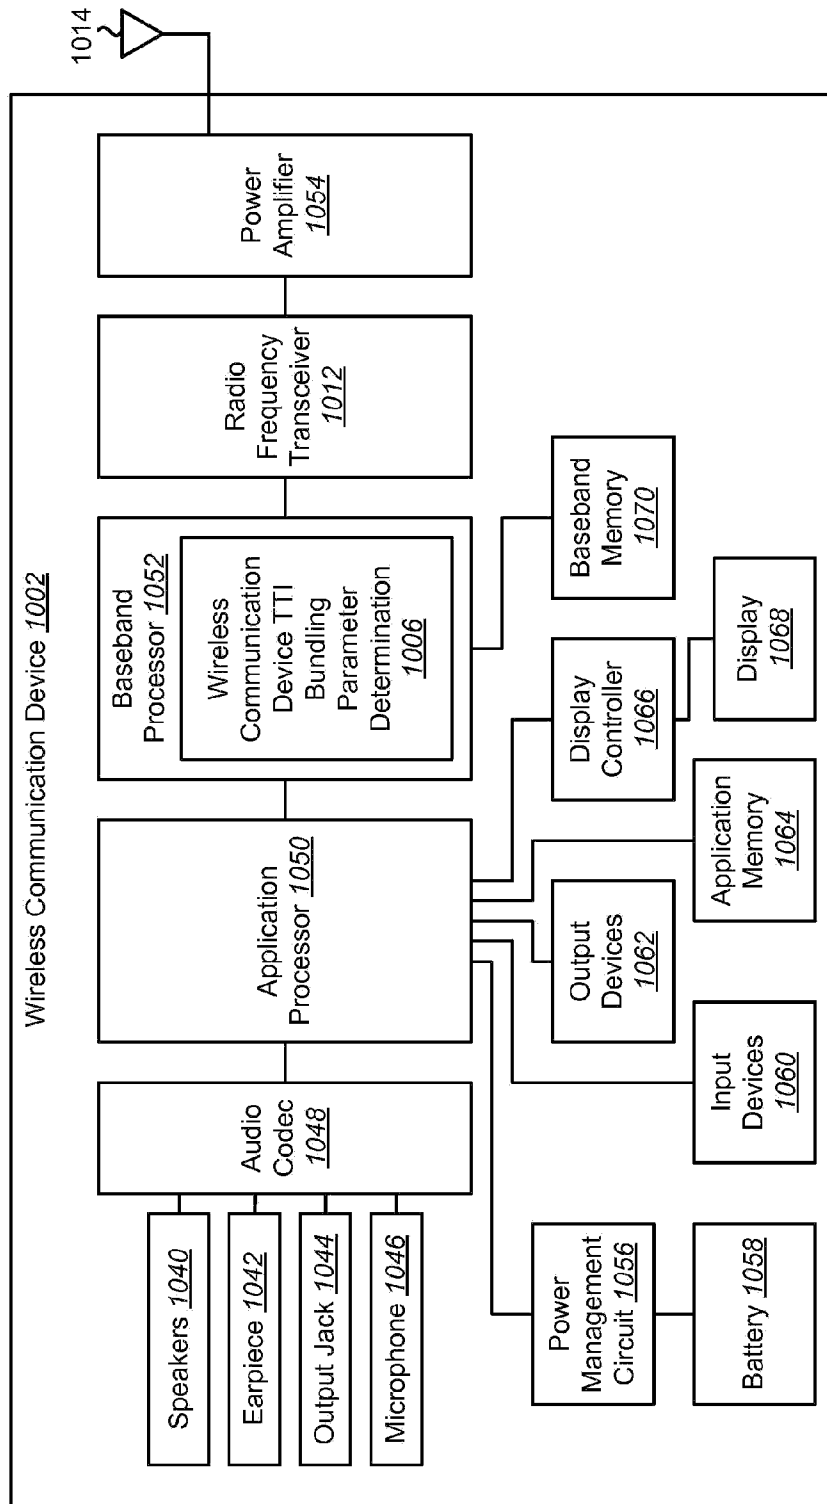 Wireless Communication Device 1002
1014
Speakers 1040
Earpiece 1042
Output Jack 1044
Microphone 1046
Audio
Codec
1048
Application
Processor 1050
Baseband
Processor 1052
Wireless
Communication
Device TTI
Bundling
Parameter
Determination
1006
Radio
Frequency
Transceiver
1012
Power
Amplifier
1054
Power
Management
Circuit 1056
Battery 1058
Input
Devices
1060
Output
Devices
1062
Application
Memory
1064
Display
Controller
1066
Display
1068
Baseband
Memory
1070